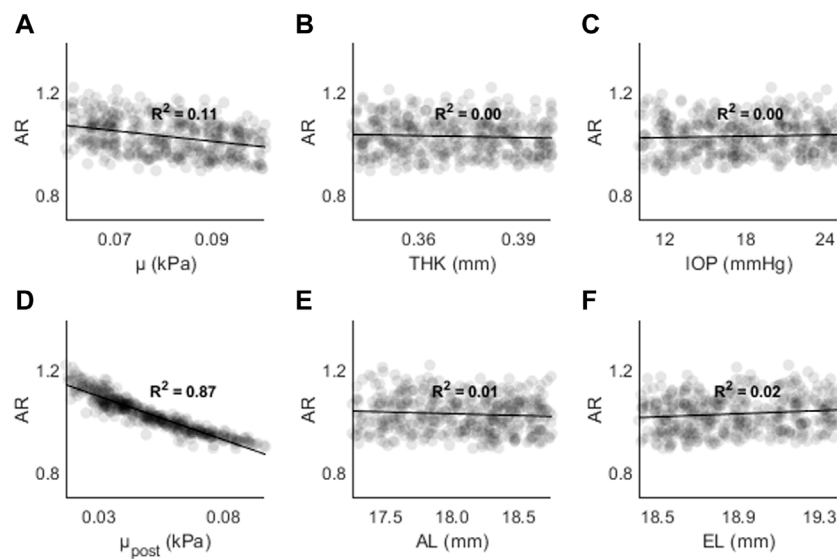 A
R² = 0.11
AR
1.2
0.8
0.07 0.09
μ (kPa)
B
R² = 0.00
AR
1.2
0.8
0.36 0.39
THK (mm)
C
R² = 0.00
AR
1.2
0.8
12 18 24
IOP (mmHg)
D
R² = 0.87
AR
1.2
0.8
0.03 0.08
μpost (kPa)
E
R² = 0.01
AR
1.2
0.8
17.5 18.0 18.5
AL (mm)
F
R² = 0.02
AR
1.2
0.8
18.5 18.9 19.3
EL (mm)